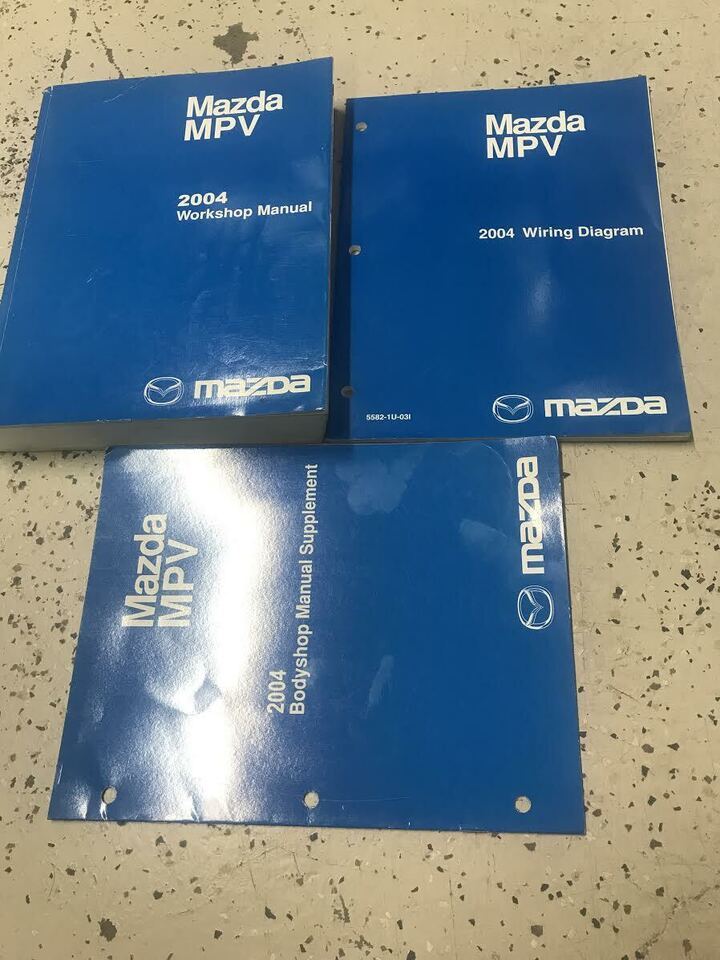 Mazda
MPV
2004
Workshop Manual
mazda
Mazda
MPV
2004 Wiring Diagram
5582-1U-03I
mazda
Mazda
MPV
2004
Bodyshop Manual Supplement
mazda